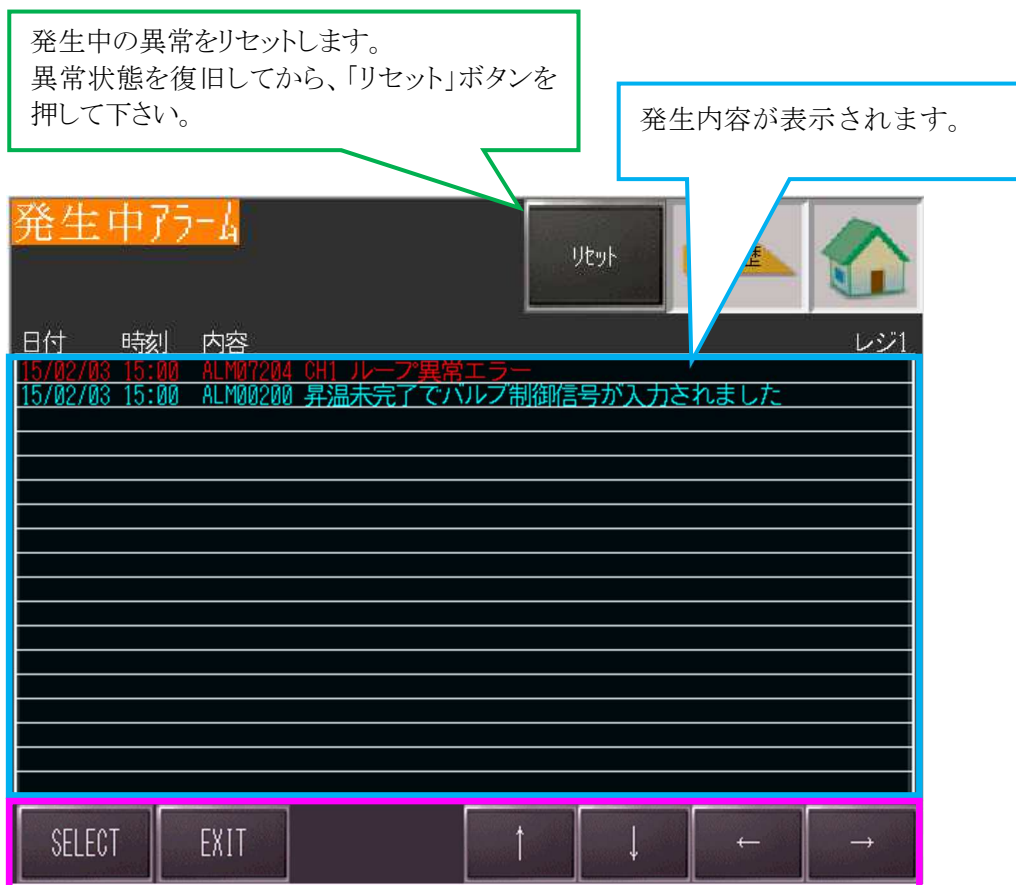 発生中の異常をリセットします。
異常状態を復旧してから、「リセット」ボタンを
押して下さい。
発生内容が表示されます。
発生中アラーム
リセット
歴
日付 時刻 内容 レジ1
15/02/03 15:00 ALM07204 CH1 ループ異常エラー
15/02/03 15:00 ALM00200 昇温未完了でバルブ制御信号が入力されました
SELECT EXIT ↑ ↓ ← →